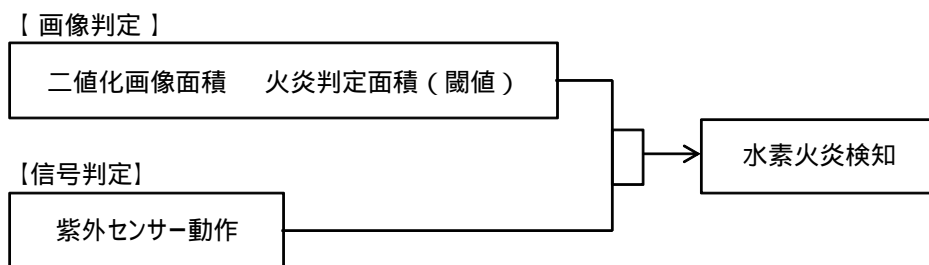 【 画像判定 】
二値化画像面積　火炎判定面積（閾値）
【信号判定】
紫外センサー動作
水素火炎検知